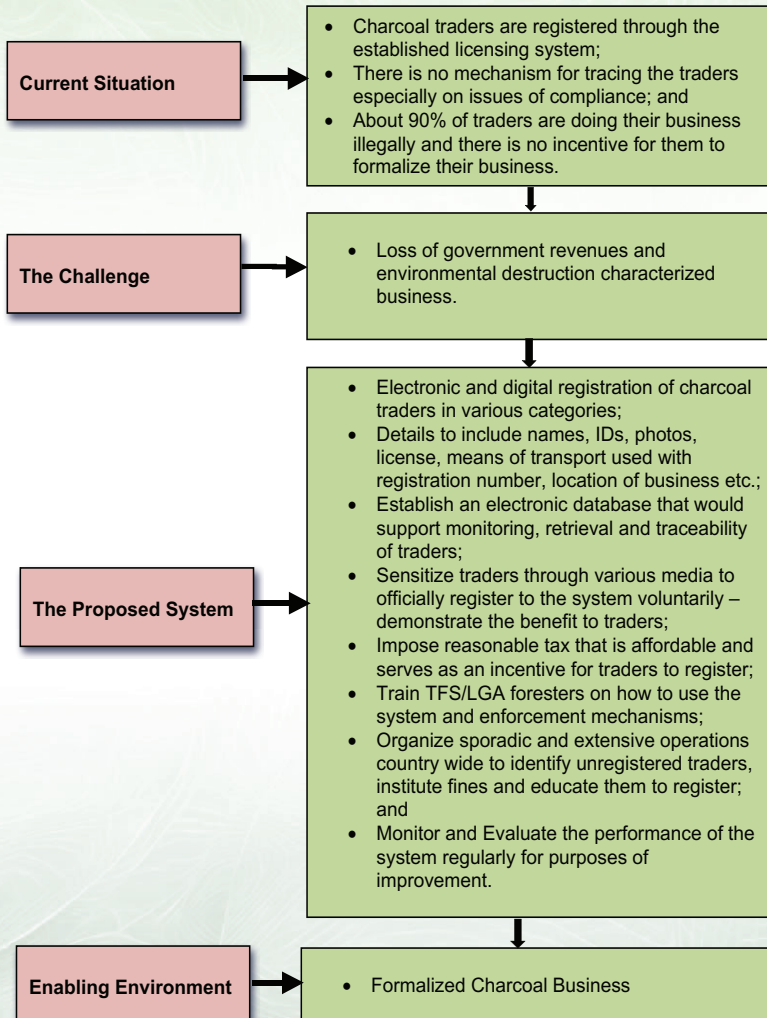 Current Situation
• Charcoal traders are registered through the
established licensing system;
• There is no mechanism for tracing the traders
especially on issues of compliance; and
• About 90% of traders are doing their business
illegally and there is no incentive for them to
formalize their business.
The Challenge
• Loss of government revenues and
environmental destruction characterized
business.
The Proposed System
• Electronic and digital registration of charcoal
traders in various categories;
• Details to include names, IDs, photos,
license, means of transport used with
registration number, location of business etc.;
• Establish an electronic database that would
support monitoring, retrieval and traceability
of traders;
• Sensitize traders through various media to
officially register to the system voluntarily –
demonstrate the benefit to traders;
• Impose reasonable tax that is affordable and
serves as an incentive for traders to register;
• Train TFS/LGA foresters on how to use the
system and enforcement mechanisms;
• Organize sporadic and extensive operations
country wide to identify unregistered traders,
institute fines and educate them to register;
and
• Monitor and Evaluate the performance of the
system regularly for purposes of
improvement.
Enabling Environment
• Formalized Charcoal Business